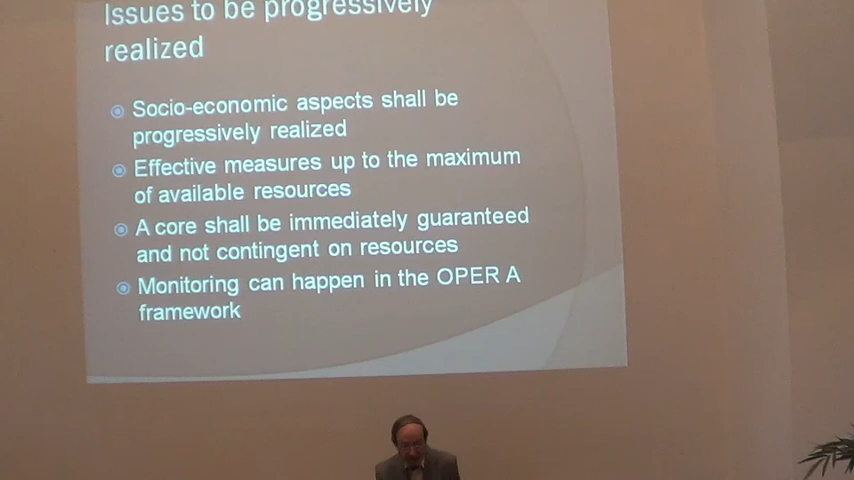 Issues to be progressively
realized
Socio-economic aspects shall be
progressively realized
Effective measures up to the maximum
of available resources
A core shall be immediately guaranteed
and not contingent on resources
Monitoring can happen in the OPER A
framework